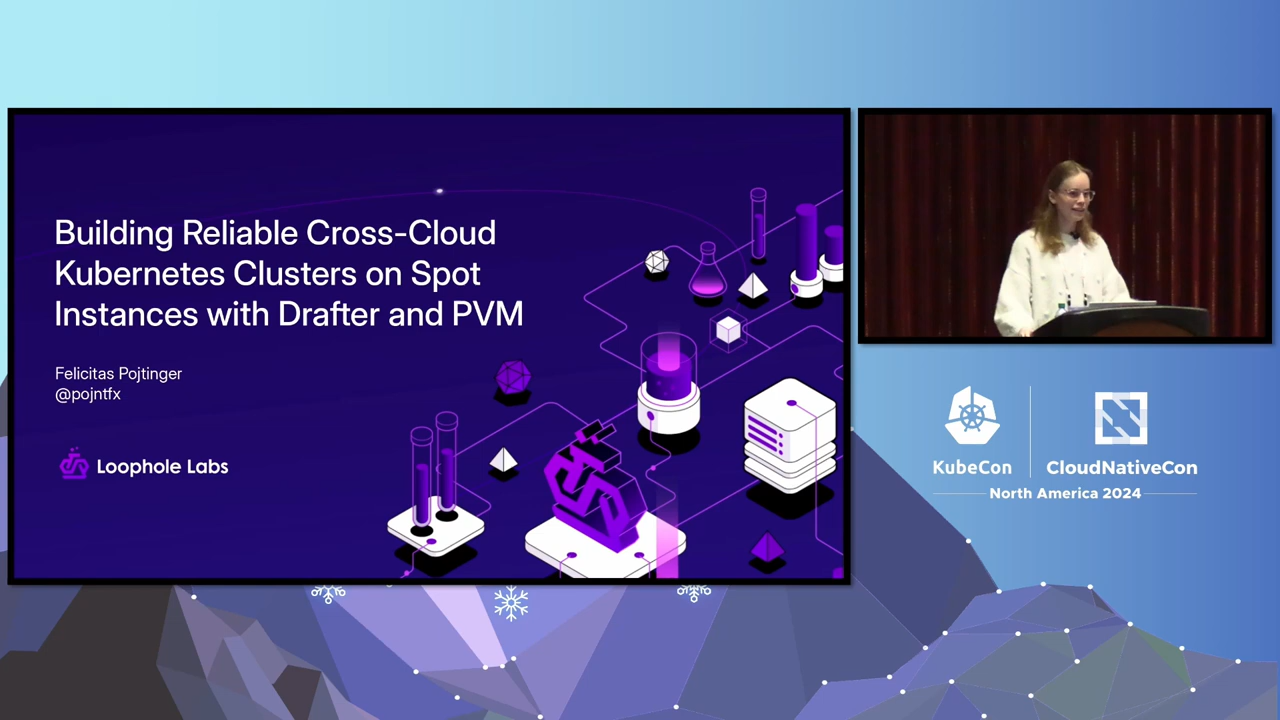 Building Reliable Cross-Cloud
Kubernetes Clusters on Spot
Instances with Drafter and PVM
Felicitas Pojtinger
@pojntfx
Loophole Labs
KubeCon
CloudNativeCon
North America 2024